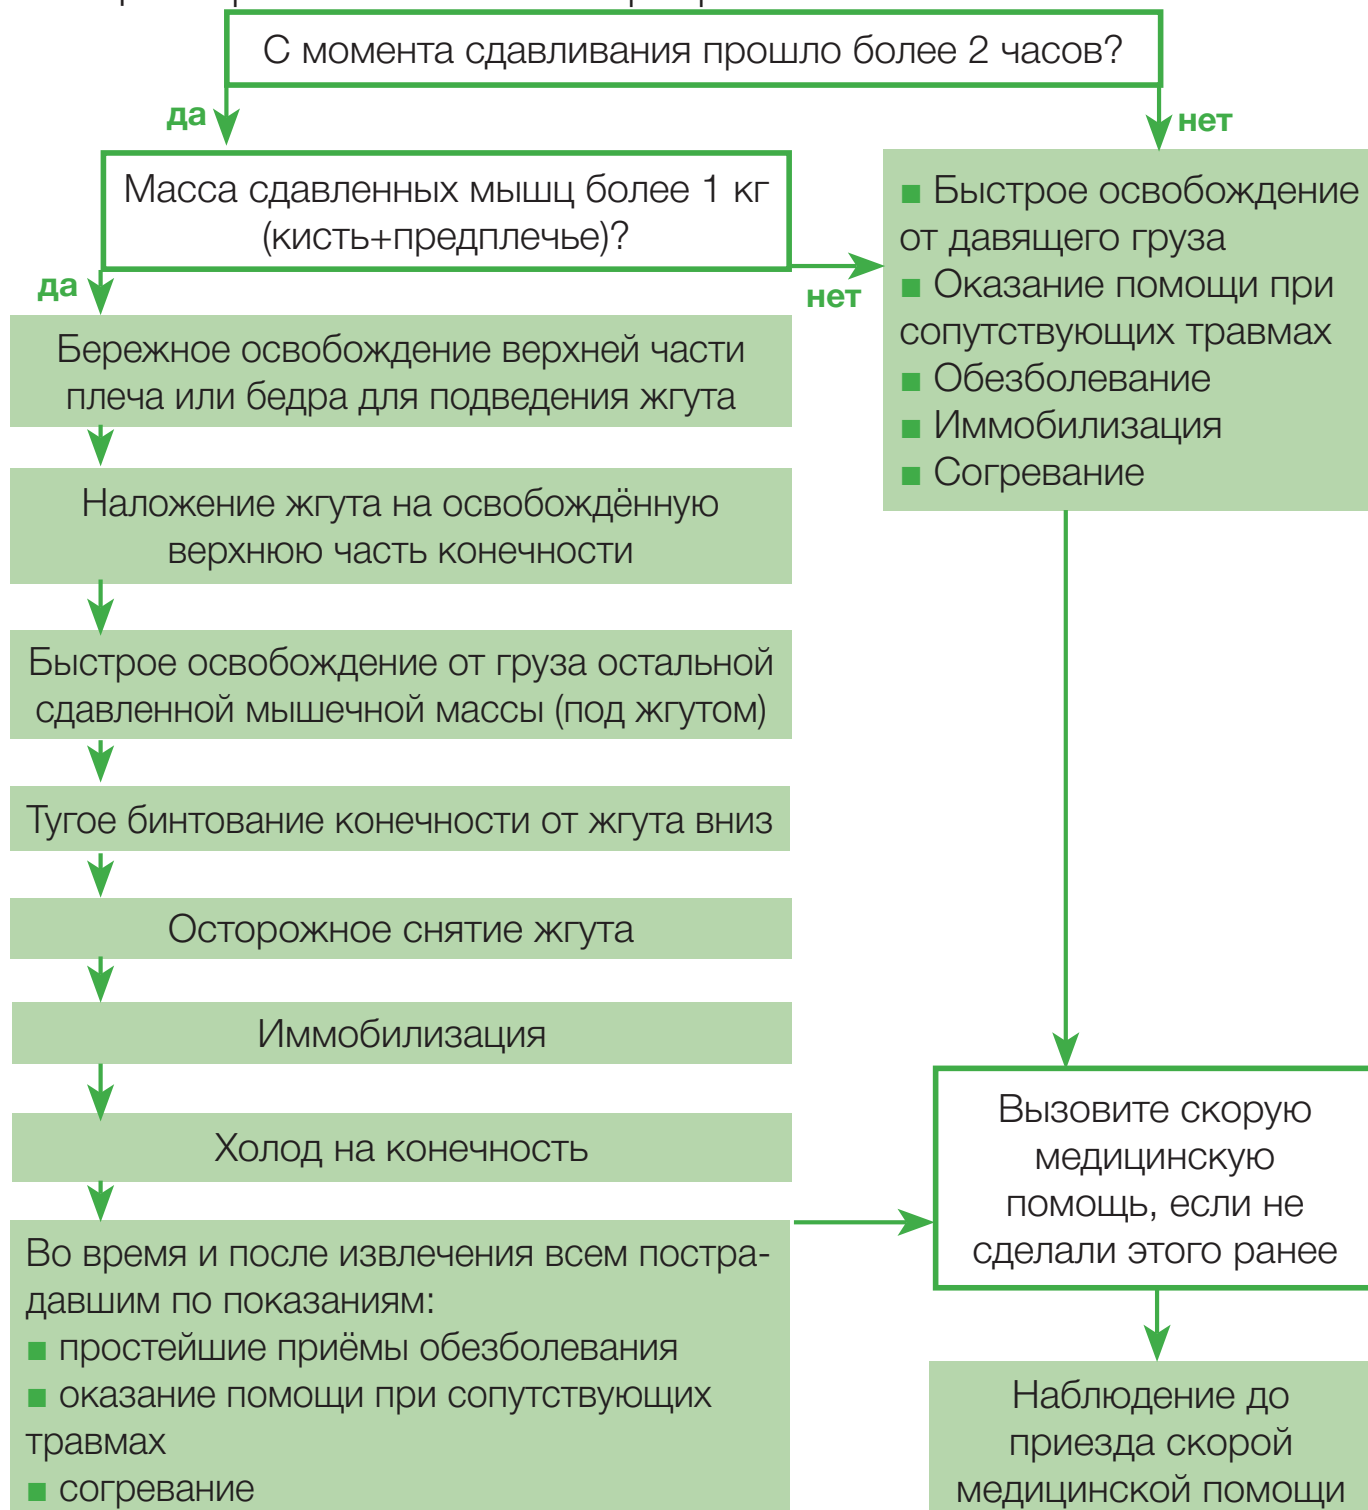 С момента сдавливания прошло более 2 часов?
да
нет
Масса сдавленных мышц более 1 кг
(кисть+предплечье)?
да
нет
■ Быстрое освобождение
от давящего груза
■ Оказание помощи при
сопутствующих травмах
■ Обезболевание
■ Иммобилизация
■ Согревание
Бережное освобождение верхней части
плеча или бедра для подведения жгута
Наложение жгута на освобождённую
верхнюю часть конечности
Быстрое освобождение от груза остальной
сдавленной мышечной массы (под жгутом)
Тугое бинтование конечности от жгута вниз
Осторожное снятие жгута
Иммобилизация
Холод на конечность
Во время и после извлечения всем постра-
давшим по показаниям:
■ простейшие приёмы обезболевания
■ оказание помощи при сопутствующих
травмах
■ согревание
Вызовите скорую
медицинскую
помощь, если не
сделали этого ранее
Наблюдение до
приезда скорой
медицинской помощи